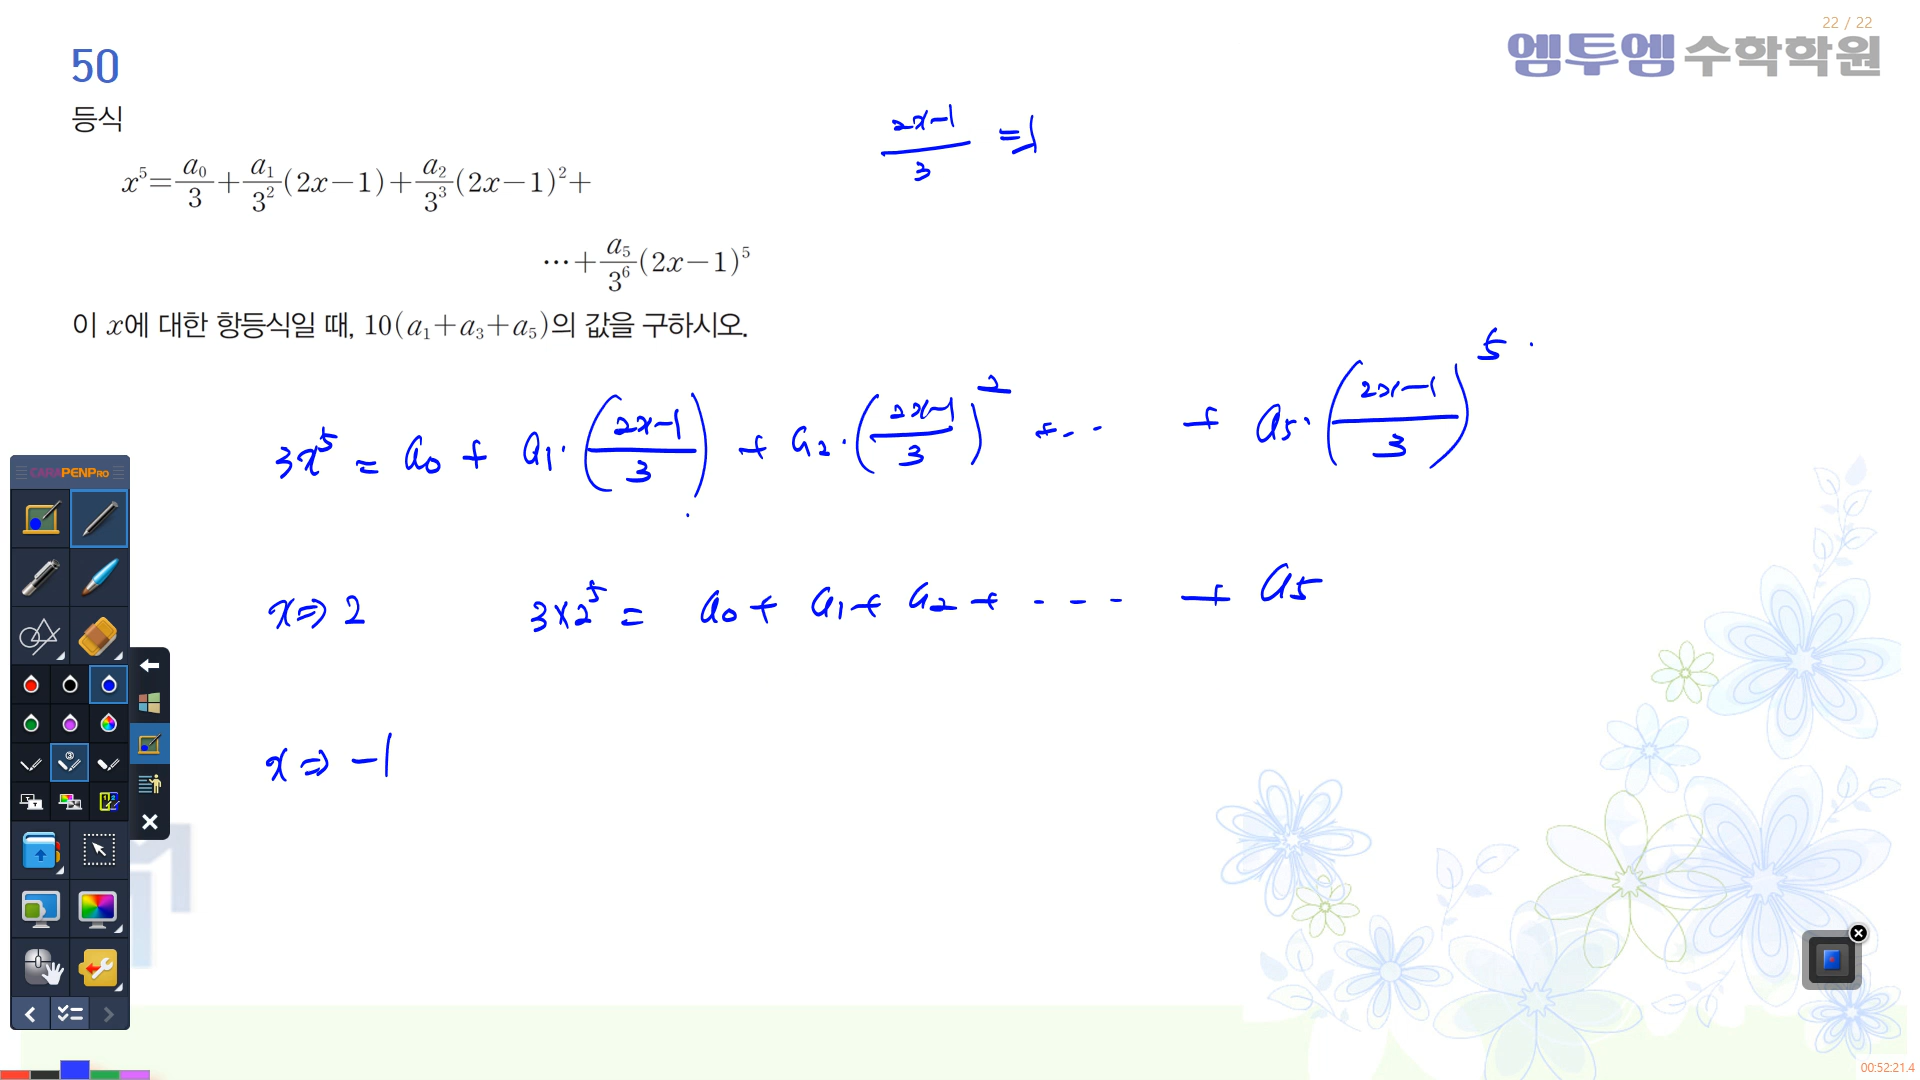 22 / 22
엠투엠 수학학원
50
등식
x⁵=a₀/3+a₁/3²(2x−1)+a₂/3³(2x−1)²+
⋯+a₅/3⁶(2x−1)⁵
이 x에 대한 항등식일 때, 10(a₁+a₃+a₅)의 값을 구하시오.
(2x−1)/3 =1
3x⁵ = a₀ + a₁·((2x−1)/3) + a₂·((2x−1)/3)² +⋯ + a₅·((2x−1)/3)⁵
x⇒2 3×2⁵ = a₀+ a₁+ a₂+ ⋯ + a₅
x⇒ −1
CARAPENPRO
00:52:21.4